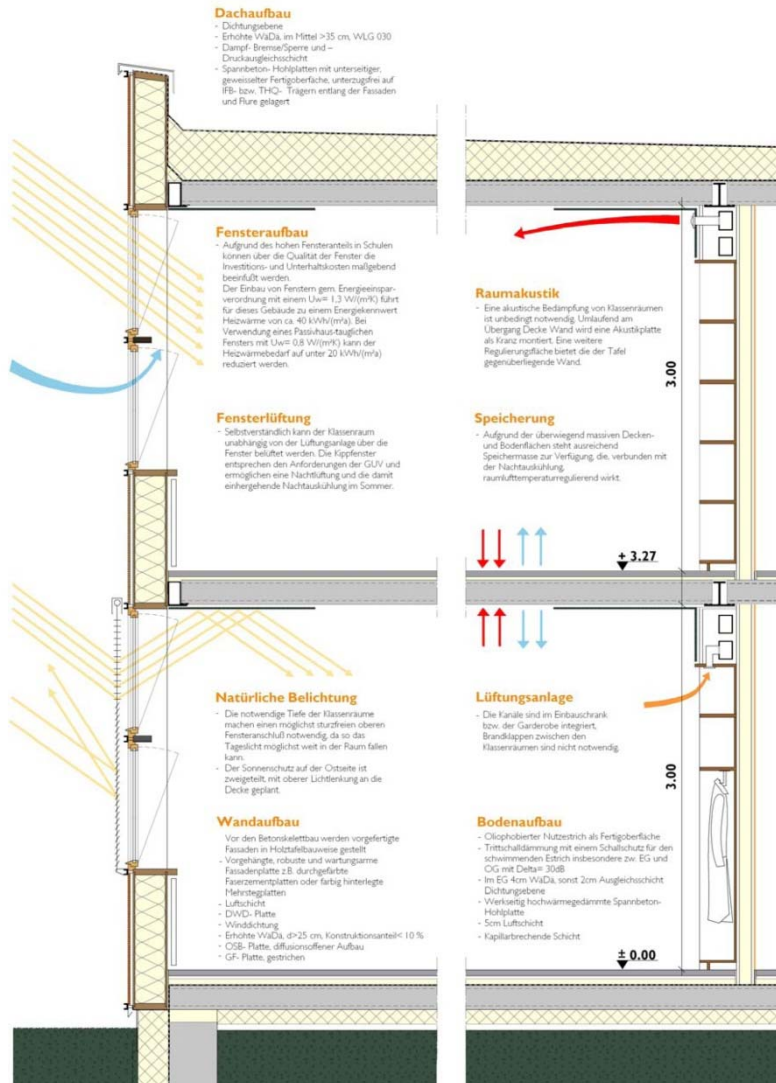 Dachaufbau
- Dichtungsebene
- Erhöhte WäDä, im Mittel >35 cm, WLG 030
- Dampf- Bremse/Sperre und –
Druckausgleichsschicht
- Spannbeton- Hohlplatten mit unterseitiger,
geweisselter Fertigoberfäche, unterzugsfrei auf
IFB- bzw. THQ- Trägern entlang der Fassaden
und Flure gelagert
Fensteraufbau
- Aufgrund des hohen Fensteranteils in Schulen
können über die Qualität der Fenster die
Investitions- und Unterhaltskosten maßgebend
beeinfußt werden.
Der Einbau von Fenstern gem. Energieeinspar-
verordnung mit einem Uw= 1,3 W/(m²K) führt
für dieses Gebäude zu einem Energiekennwert
Heizwärme von ca. 40 kWh/(m²a). Bei
Verwendung eines Passivhaus-tauglichen
Fensters mit Uw= 0,8 W/(m²K) kann der
Heizwärmebedarf auf unter 20 kWh/(m²a)
reduziert werden.
Raumakustik
- Eine akustische Bedämpfung von Klassenräumen
ist unbedingt notwendig. Umlaufend am
Übergang Decke Wand wird eine Akustikplatte
als Kranz montiert. Eine weitere
Regulierungsfläche bietet die der Tafel
gegenüberliegende Wand.
3.00
Fensterlüftung
- Selbstverständlich kann der Klassenraum
unabhängig von der Lüftungsanlage über die
Fenster belüftet werden. Die Kippfenster
entsprechen den Anforderungen der GUV und
ermöglichen eine Nachtlüftung und die damit
einhergehende Nachtauskühlung im Sommer.
Speicherung
- Aufgrund der überwiegend massiven Decken-
und Bodenflächen steht ausreichend
Speichermasse zur Verfügung, die, verbunden mit
der Nachtauskühlung,
raumlufttemperaturregulierend wirkt.
+ 3.27
Natürliche Belichtung
- Die notwendige Tiefe der Klassenräume
machen einen möglichst sturzfreien oberen
Fensteranschluß notwendig, da so das
Tageslicht möglichst weit in der Raum fallen
kann.
- Der Sonnenschutz auf der Ostseite ist
zweigeteilt, mit oberer Lichtlenkung an die
Decke geplant.
Lüftungsanlage
- Die Kanäle sind im Einbauschrank
bzw. der Garderobe integriert,
Brandklappen zwischen den
Klassenräumen sind nicht notwendig.
3.00
Wandaufbau
Vor den Betonskelettbau werden vorgefertigte
Fassaden in Holztafelbauweise gestellt
- Vorgehängte, robuste und wartungsarme
Fassadenplatte z.B. durchgefärbte
Faserzementplatten oder farbig hinterlegte
Mehrstegplatten
- Luftschicht
- DWD- Platte
- Winddichtung
- Erhöhte WäDä, d>25 cm, Konstruktionsanteil< 10 %
- OSB- Platte, diffusionsoffener Aufbau
- GF- Platte, gestrichen
Bodenaufbau
- Oliophobierter Nutzestrich als Fertigoberfläche
- Trittschalldämmung mit einem Schallschutz für den
schwimmenden Estrich insbesondere zw. EG und
OG mit Delta= 30dB
- Im EG 4cm WäDä, sonst 2cm Ausgleichsschicht
Dichtungsebene
- Werkseitig hochwärmegedämmte Spannbeton-
Hohlplatte
- 5cm Luftschicht
- Kapillarbrechende Schicht
± 0.00